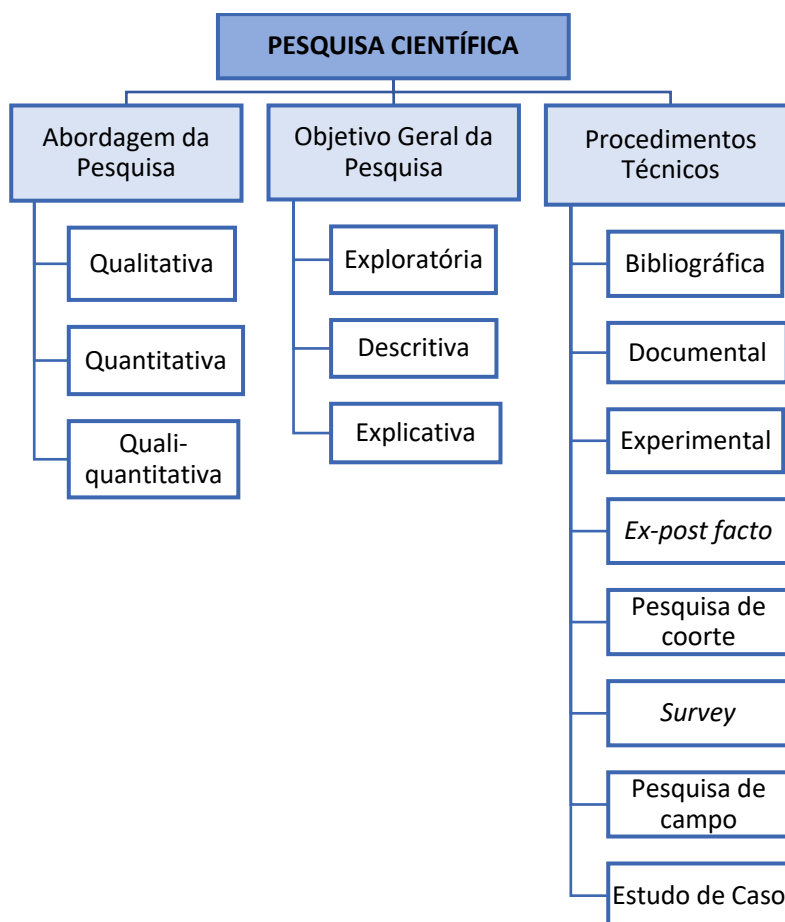 PESQUISA CIENTÍFICA
Abordagem da
Pesquisa
Qualitativa
Quantitativa
Quali-
quantitativa
Objetivo Geral da
Pesquisa
Exploratória
Descritiva
Explicativa
Procedimentos
Técnicos
Bibliográfica
Documental
Experimental
Ex-post facto
Pesquisa de
coorte
Survey
Pesquisa de
campo
Estudo de Caso